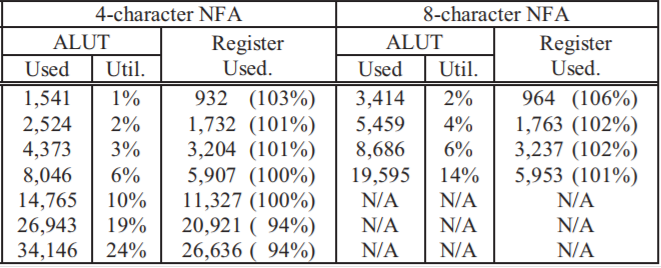 4-character NFA 8-character NFA
ALUT Register ALUT Register
Used Util. Used. Used Util. Used.
1,541 1% 932 (103%) 3,414 2% 964 (106%)
2,524 2% 1,732 (101%) 5,459 4% 1,763 (102%)
4,373 3% 3,204 (101%) 8,686 6% 3,237 (102%)
8,046 6% 5,907 (100%) 19,595 14% 5,953 (101%)
14,765 10% 11,327 (100%) N/A N/A N/A
26,943 19% 20,921 ( 94%) N/A N/A N/A
34,146 24% 26,636 ( 94%) N/A N/A N/A